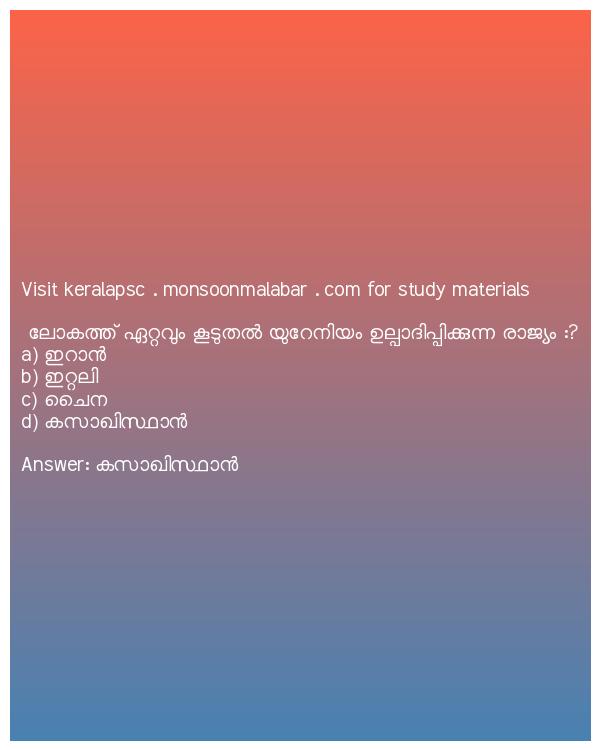 Visit keralapsc . monsoonmalabar . com for study materials
ലോകത്ത് ഏറ്റവും കൂടുതൽ യുറേനിയം ഉല്പാദിപ്പിക്കുന്ന രാജ്യം :?
a) ഇറാൻ
b) ഇറ്റലി
c) ചൈന
d) കസാഖിസ്ഥാൻ
Answer: കസാഖിസ്ഥാൻ